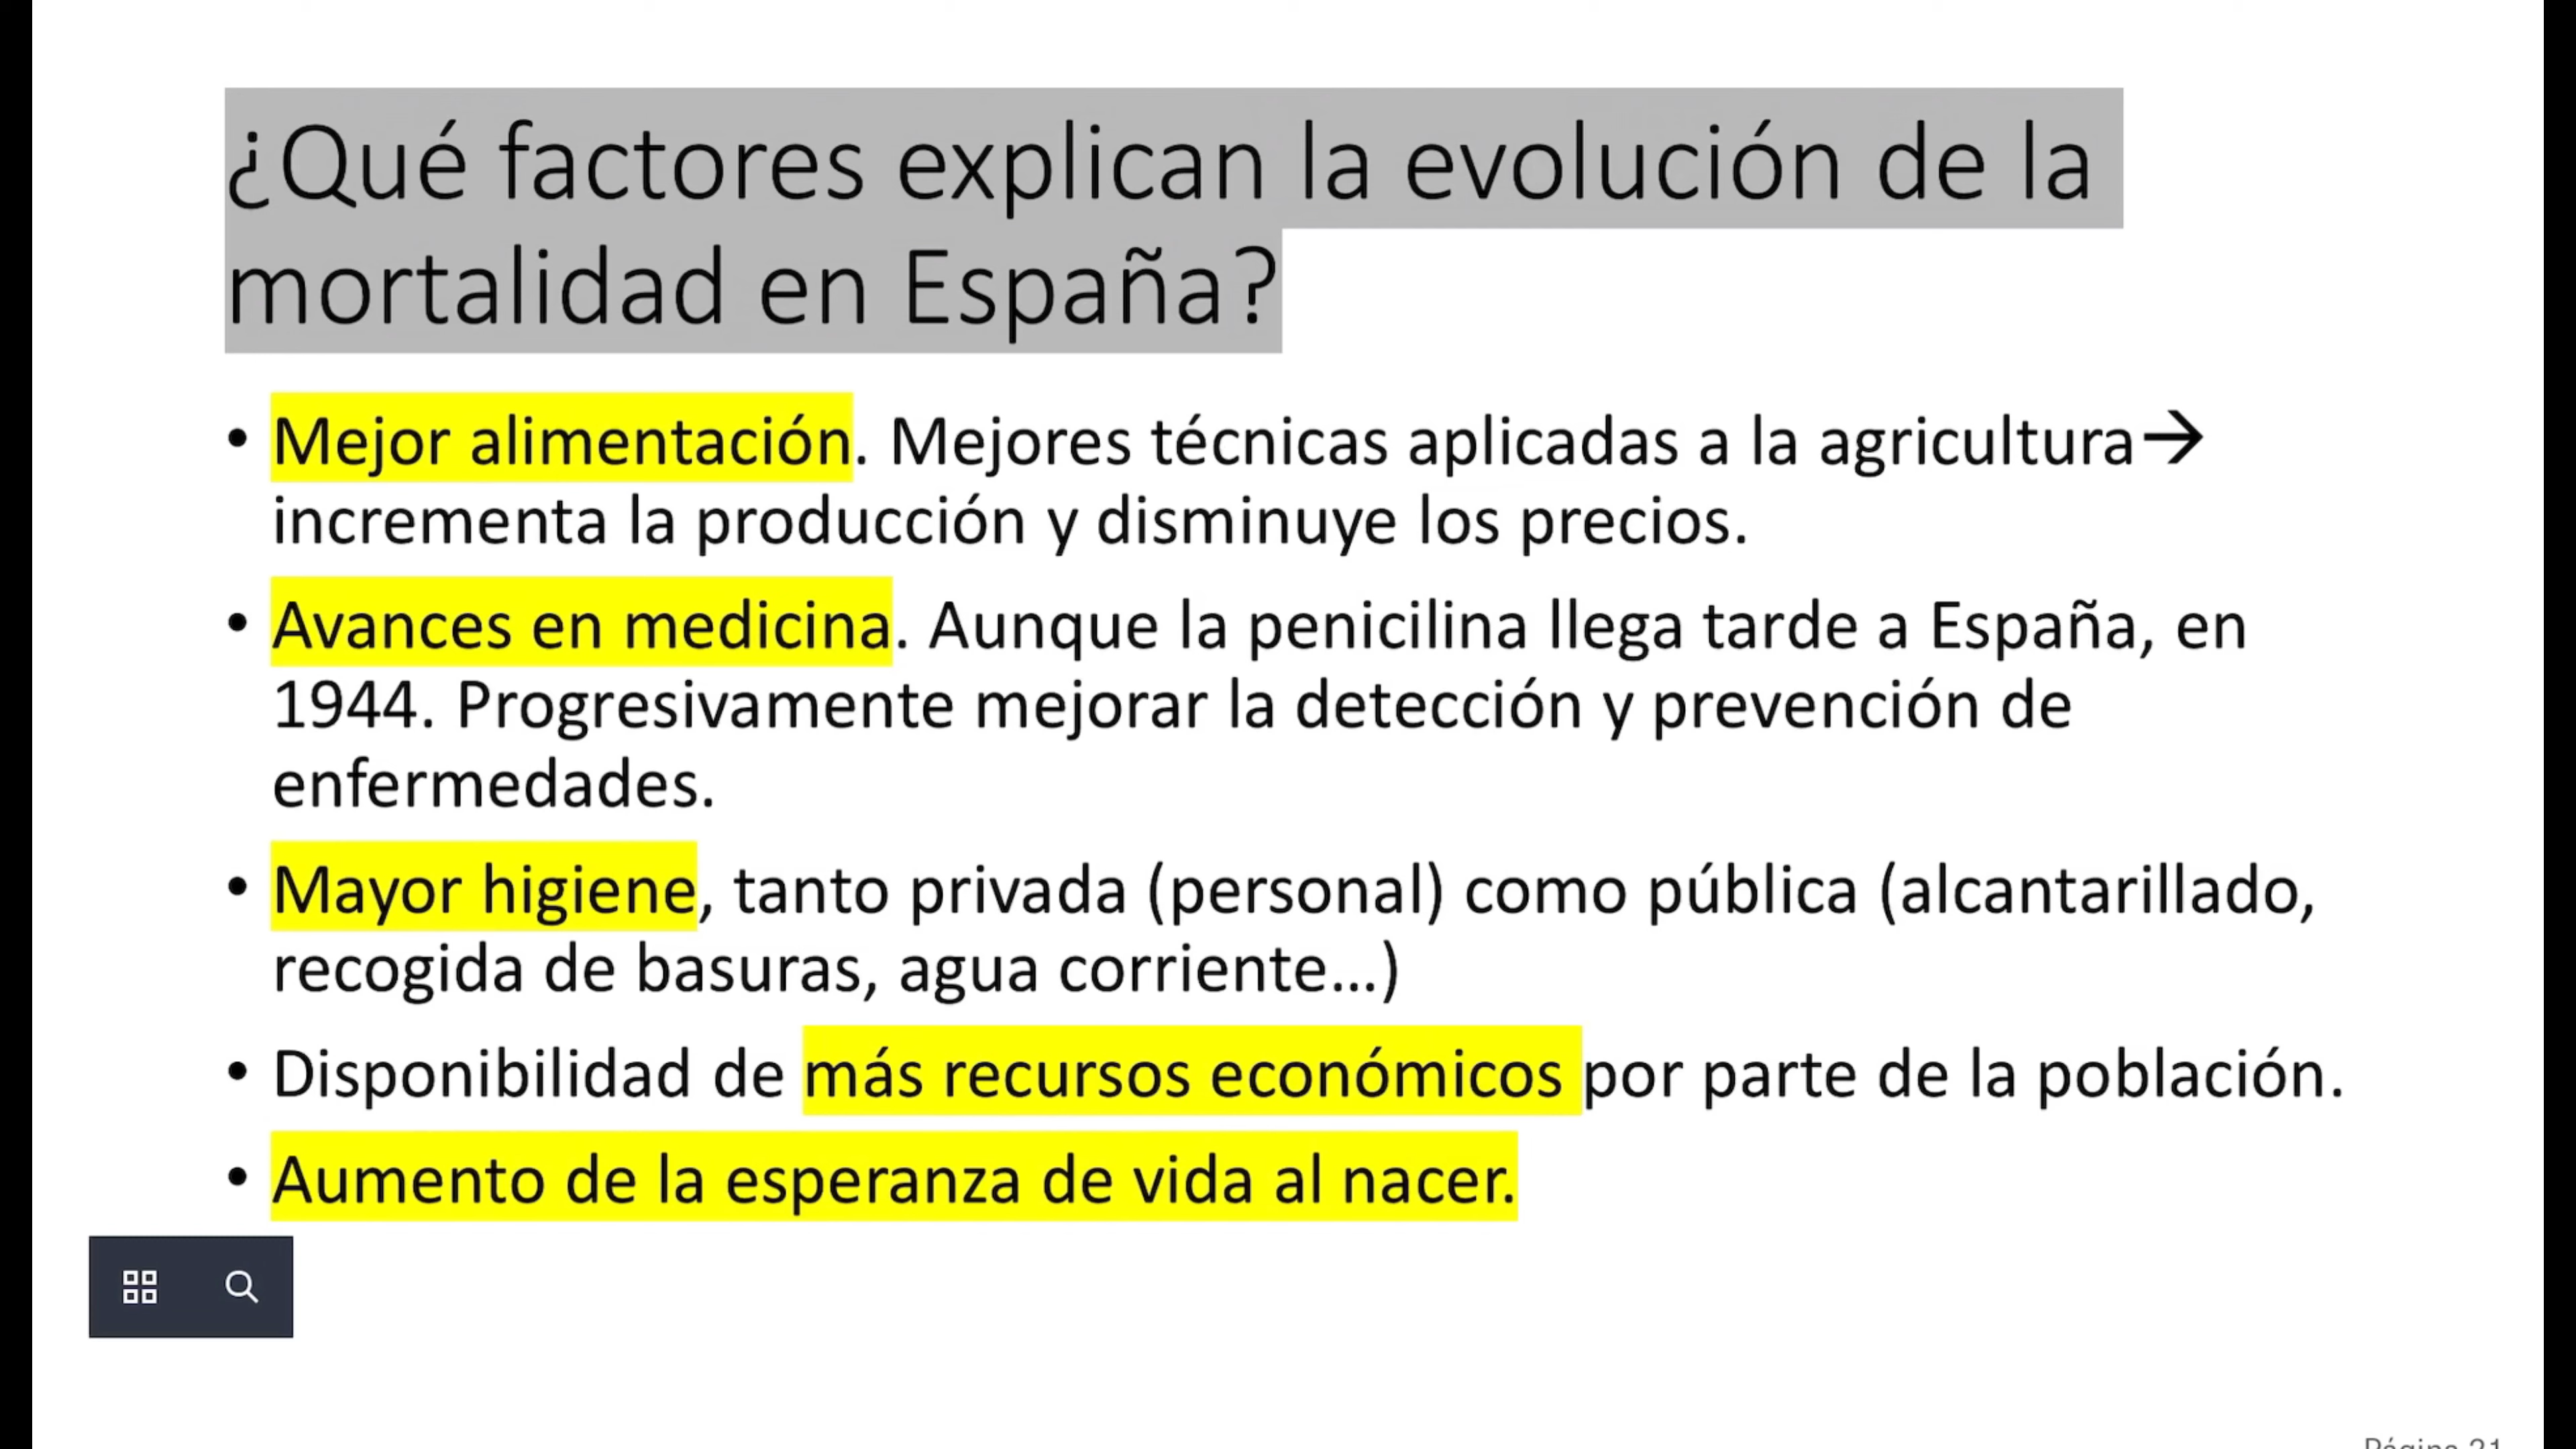 ¿Qué factores explican la evolución de la
mortalidad en España?
• Mejor alimentación. Mejores técnicas aplicadas a la agricultura→
incrementa la producción y disminuye los precios.
• Avances en medicina. Aunque la penicilina llega tarde a España, en
1944. Progresivamente mejorar la detección y prevención de
enfermedades.
• Mayor higiene, tanto privada (personal) como pública (alcantarillado,
recogida de basuras, agua corriente...)
• Disponibilidad de más recursos económicos por parte de la población.
• Aumento de la esperanza de vida al nacer.
Página 21